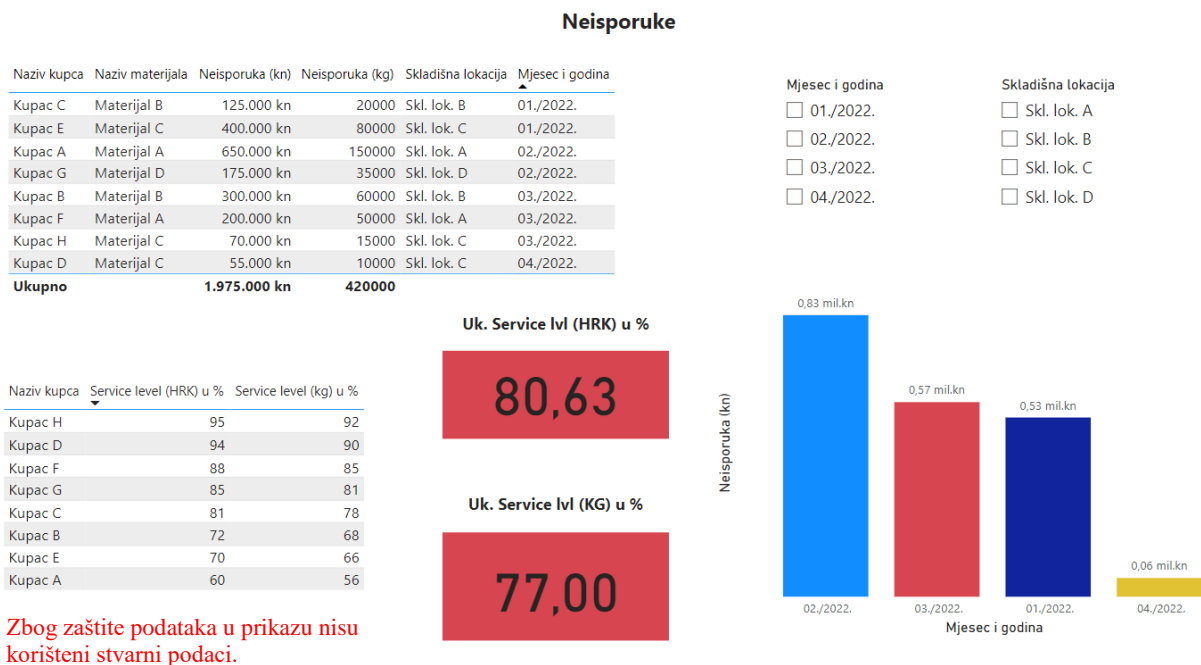 Neisporuke
Naziv kupca Naziv materijala Neisporuka (kn) Neisporuka (kg) Skladišna lokacija Mjesec i godina
Kupac C Materijal B 125.000 kn 20000 Skl. lok. B 01./2022.
Kupac E Materijal C 400.000 kn 80000 Skl. lok. C 01./2022.
Kupac A Materijal A 650.000 kn 150000 Skl. lok. A 02./2022.
Kupac G Materijal D 175.000 kn 35000 Skl. lok. D 02./2022.
Kupac B Materijal B 300.000 kn 60000 Skl. lok. B 03./2022.
Kupac F Materijal A 200.000 kn 50000 Skl. lok. A 03./2022.
Kupac H Materijal C 70.000 kn 15000 Skl. lok. C 03./2022.
Kupac D Materijal C 55.000 kn 10000 Skl. lok. C 04./2022.
Ukupno 1.975.000 kn 420000
Mjesec i godina
01./2022.
02./2022.
03./2022.
04./2022.
Skladišna lokacija
Skl. lok. A
Skl. lok. B
Skl. lok. C
Skl. lok. D
Naziv kupca Service level (HRK) u % Service level (kg) u %
Kupac H 95 92
Kupac D 94 90
Kupac F 88 85
Kupac G 85 81
Kupac C 81 78
Kupac B 72 68
Kupac E 70 66
Kupac A 60 56
Uk. Service lvl (HRK) u %
80,63
Uk. Service lvl (KG) u %
77,00
Neisporuka (kn)
0,83 mil.kn
0,57 mil.kn
0,53 mil.kn
0,06 mil.kn
02./2022. 03./2022. 01./2022. 04./2022.
Mjesec i godina
Zbog zaštite podataka u prikazu nisu
korišteni stvarni podaci.